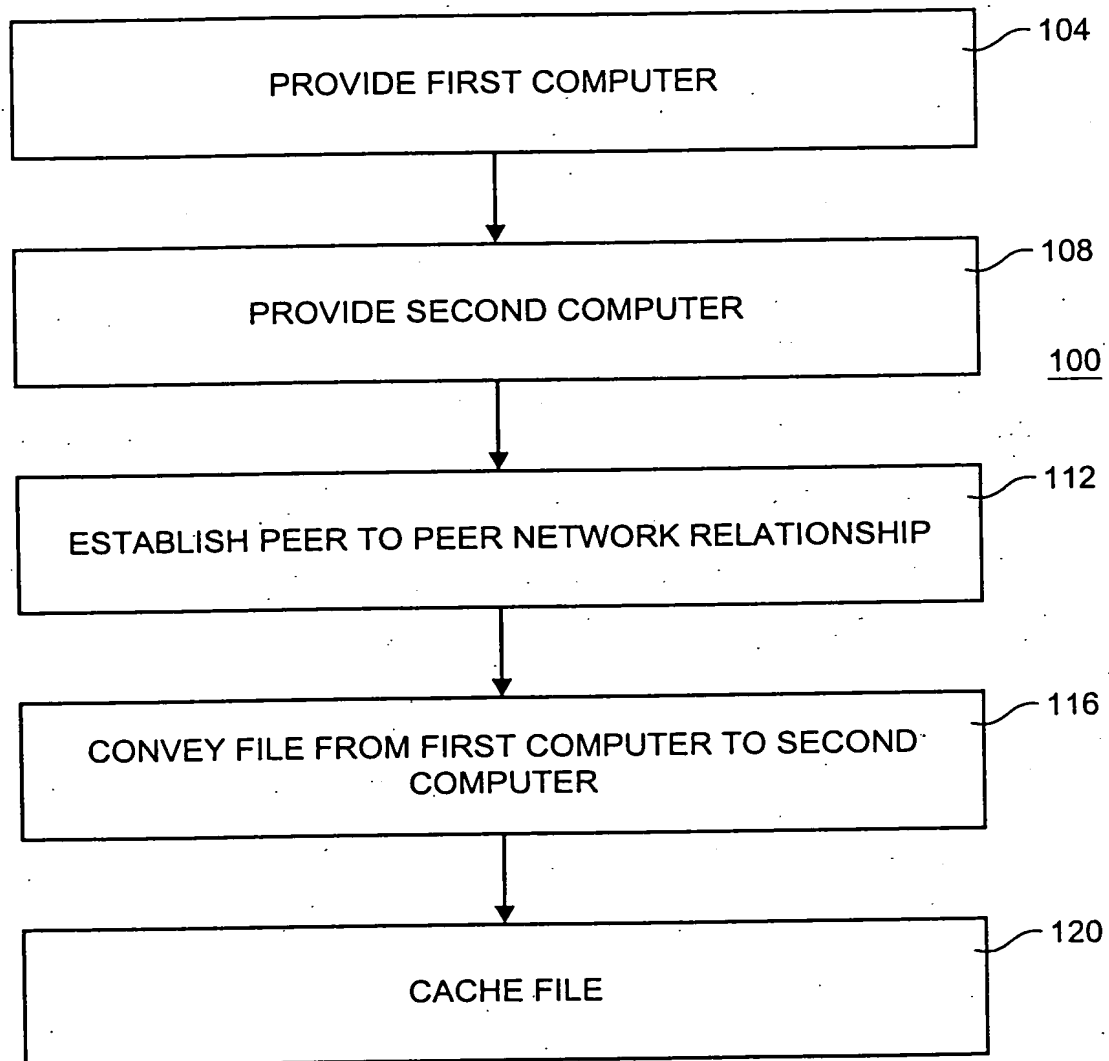 104
PROVIDE FIRST COMPUTER
108
PROVIDE SECOND COMPUTER
100
112
ESTABLISH PEER TO PEER NETWORK RELATIONSHIP
116
CONVEY FILE FROM FIRST COMPUTER TO SECOND
COMPUTER
120
CACHE FILE